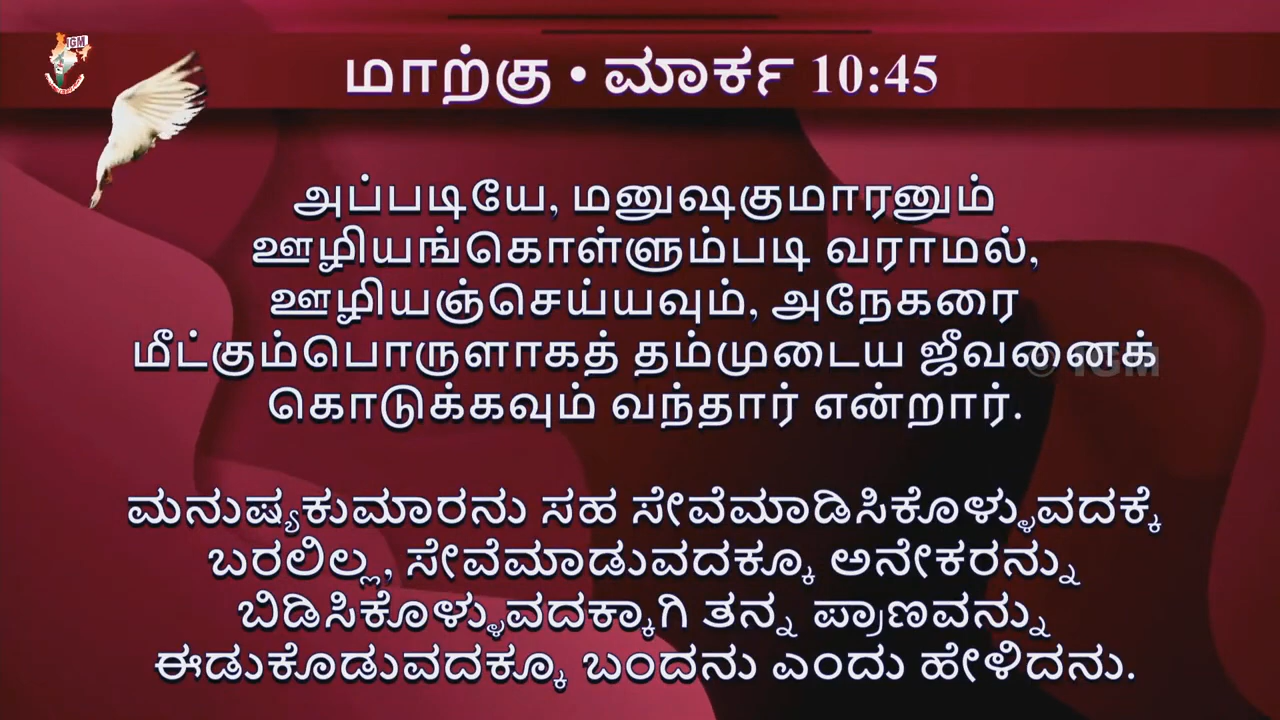 IGM
மாற்கு • ಮಾರ್ಕ 10:45
அப்படியே, மனுஷகுமாரனும்
ஊழியங்கொள்ளும்படி வராமல்,
ஊழியஞ்செய்யவும், அநேகரை
மீட்கும்பொருளாகத் தம்முடைய ஜீவனைக்
© IGM
கொடுக்கவும் வந்தார் என்றார்.
ಮನುಷ್ಯಕುಮಾರನು ಸಹ ಸೇವೆಮಾಡಿಸಿಕೊಳ್ಳುವದಕ್ಕೆ
ಬರಲಿಲ್ಲ, ಸೇವೆಮಾಡುವದಕ್ಕೂ ಅನೇಕರನ್ನು
ಬಿಡಿಸಿಕೊಳ್ಳುವದಕ್ಕಾಗಿ ತನ್ನ ಪ್ರಾಣವನ್ನು
ಈಡುಕೊಡುವದಕ್ಕೂ ಬಂದನು ಎಂದು ಹೇಳಿದನು.